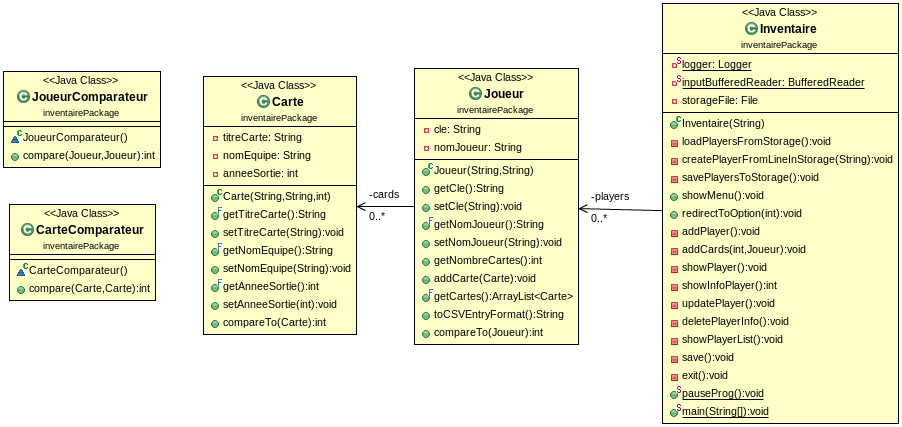 <<Java Class>>
JoueurComparateur
inventairePackage
JoueurComparateur()
compare(Joueur,Joueur):int
<<Java Class>>
CarteComparateur
inventairePackage
CarteComparateur()
compare(Carte,Carte):int
<<Java Class>>
Carte
inventairePackage
titreCarte: String
nomEquipe: String
anneeSortie: int
Carte(String,String,int)
getTitreCarte():String
setTitreCarte(String):void
getNomEquipe():String
setNomEquipe(String):void
getAnneeSortie():int
setAnneeSortie(int):void
compareTo(Carte):int
-cards
0..*
<<Java Class>>
Joueur
inventairePackage
cle: String
nomJoueur: String
Joueur(String,String)
getCle():String
setCle(String):void
getNomJoueur():String
setNomJoueur(String):void
getNombreCartes():int
addCarte(Carte):void
getCartes():ArrayList<Carte>
toCSVEntryFormat():String
compareTo(Joueur):int
-players
0..*
<<Java Class>>
Inventaire
inventairePackage
logger: Logger
inputBufferedReader: BufferedReader
storageFile: File
Inventaire(String)
loadPlayersFromStorage():void
createPlayerFromLineInStorage(String):void
savePlayersToStorage():void
showMenu():void
redirectToOption(int):void
addPlayer():void
addCards(int,Joueur):void
showPlayer():void
showInfoPlayer():int
updatePlayer():void
deletePlayerInfo():void
showPlayerList():void
save():void
exit():void
pauseProg():void
main(String[]):void